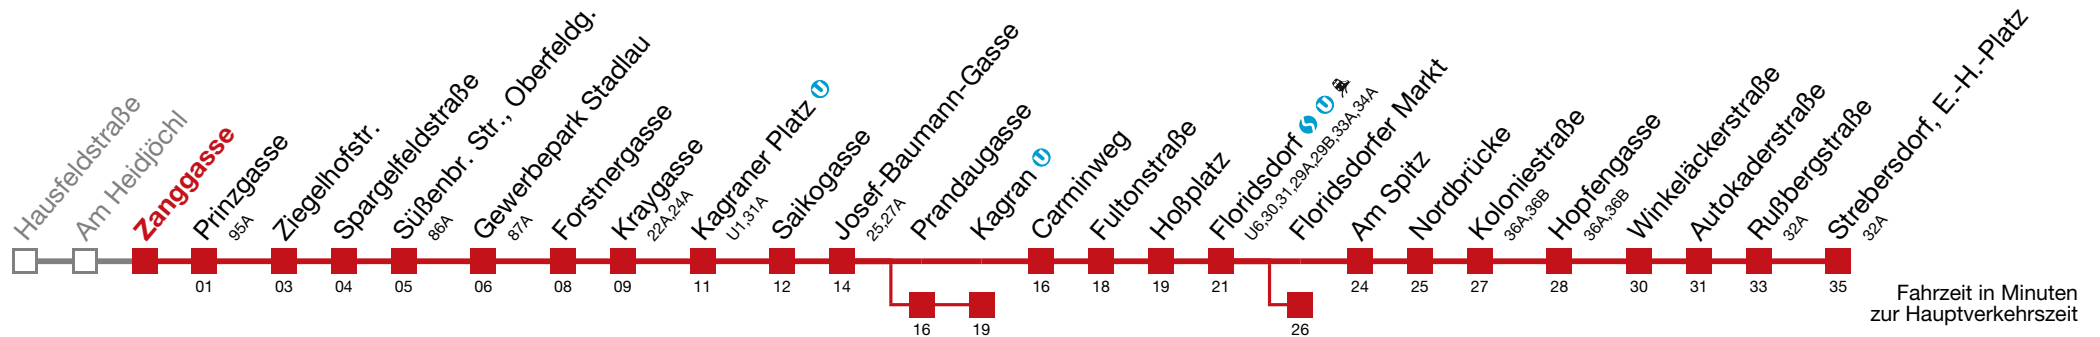 Hausfeldstraße
Am Heidjöchl
Zanggasse
Prinzgasse
95A
Ziegelhofstr.
Spargelfeldstraße
Süßenbr. Str., Oberfeldg.
86A
Gewerbepark Stadlau
87A
Forstnergasse
Kraygasse
22A,24A
Kagraner Platz U
U1,31A
Saikogasse
Josef-Baumann-Gasse
25,27A
Prandaugasse
Kagran U
Carminweg
Fultonstraße
Hoßplatz
Floridsdorf S U
U6,30,31,29A,29B,33A,34A
Floridsdorfer Markt
Am Spitz
Nordbrücke
Koloniestraße
36A,36B
Hopfengasse
36A,36B
Winkeläckerstraße
Autokaderstraße
Rußbergstraße
32A
Strebersdorf, E.-H.-Platz
32A
01 03 04 05 06 08 09 11 12 14 16 18 19 21 24 25 27 28 30 31 33 35
16 19 26
Fahrzeit in Minuten
zur Hauptverkehrszeit